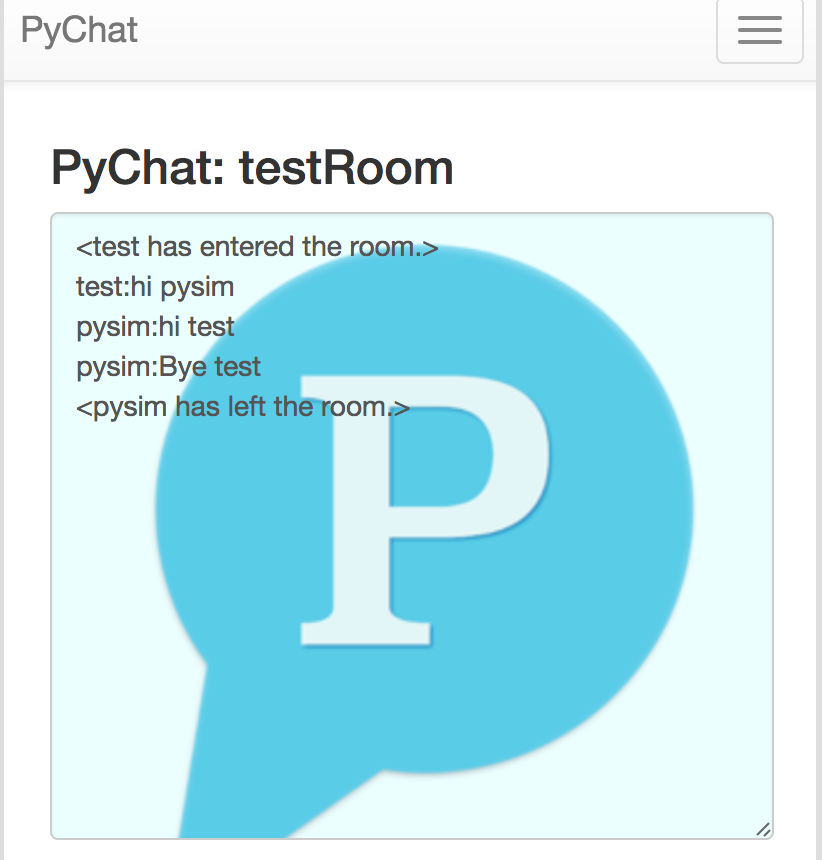 PyChat
PyChat: testRoom
<test has entered the room.>
test:hi pysim
pysim:hi test
pysim:Bye test
<pysim has left the room.>
P